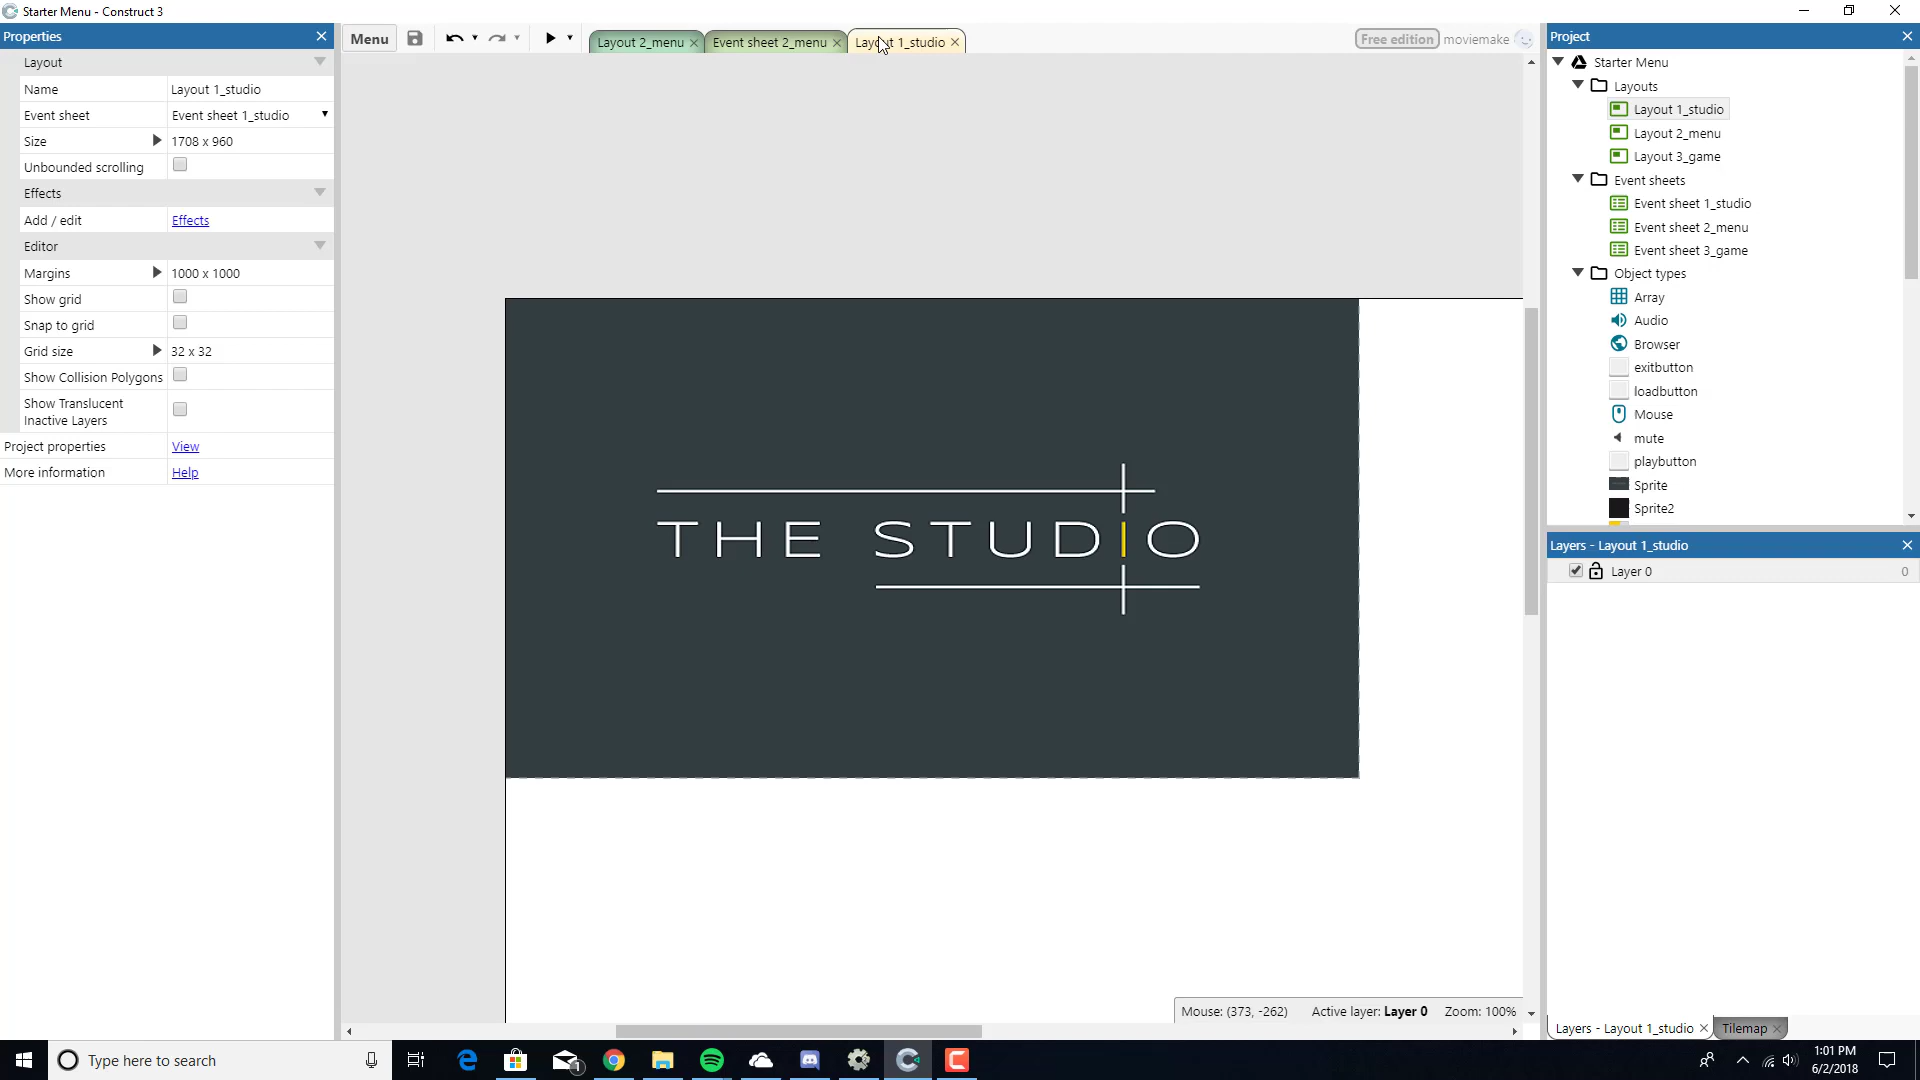 Starter Menu - Construct 3
Properties
Layout
Name Layout 1_studio
Event sheet Event sheet 1_studio
Size 1708 x 960
Unbounded scrolling
Effects
Add / edit Effects
Editor
Margins 1000 x 1000
Show grid
Snap to grid
Grid size 32 x 32
Show Collision Polygons
Show Translucent
Inactive Layers
Project properties View
More information Help
Menu
Layout 2_menu
Event sheet 2_menu
Layout 1_studio
Free edition moviemake
THE STUDIO
Mouse: (373, -262) Active layer: Layer 0 Zoom: 100%
Project
Starter Menu
Layouts
Layout 1_studio
Layout 2_menu
Layout 3_game
Event sheets
Event sheet 1_studio
Event sheet 2_menu
Event sheet 3_game
Object types
Array
Audio
Browser
exitbutton
loadbutton
Mouse
mute
playbutton
Sprite
Sprite2
Layers - Layout 1_studio
Layer 0 0
Layers - Layout 1_studio Tilemap
Type here to search
1
1:01 PM
6/2/2018